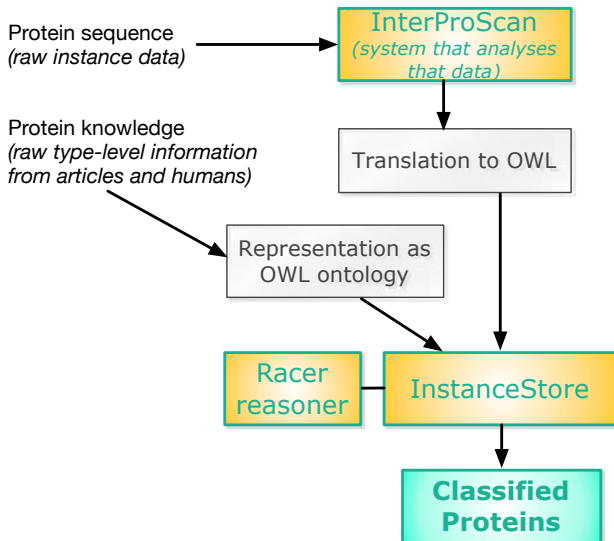 Protein sequence
(raw instance data)
InterProScan
(system that analyses
that data)
Protein knowledge
(raw type-level information
from articles and humans)
Translation to OWL
Representation as
OWL ontology
Racer
reasoner
InstanceStore
Classified
Proteins